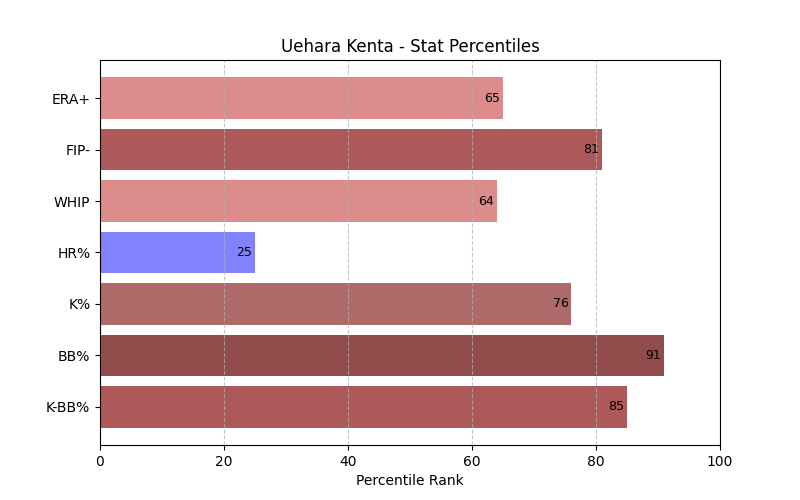 Uehara Kenta - Stat Percentiles
ERA+
65
FIP-
81
WHIP
64
HR%
25
K%
76
BB%
91
K-BB%
85
0 20 40 60 80 100
Percentile Rank